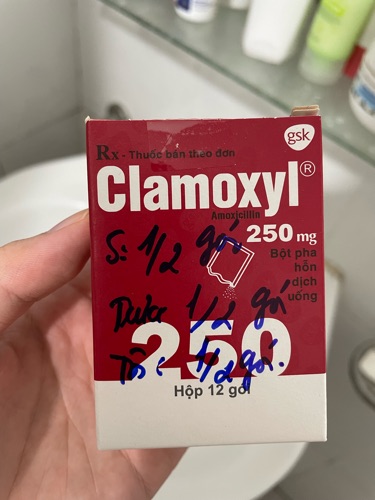 gsk
Rx - Thuốc bán theo đơn
Clamoxyl®
Amoxicillin
250 mg
Bột pha
hỗn
dịch
uống
S: 1/2 gói
Trưa 1/2 gói
Tối: 1/2 gói.
250
Hộp 12 gói